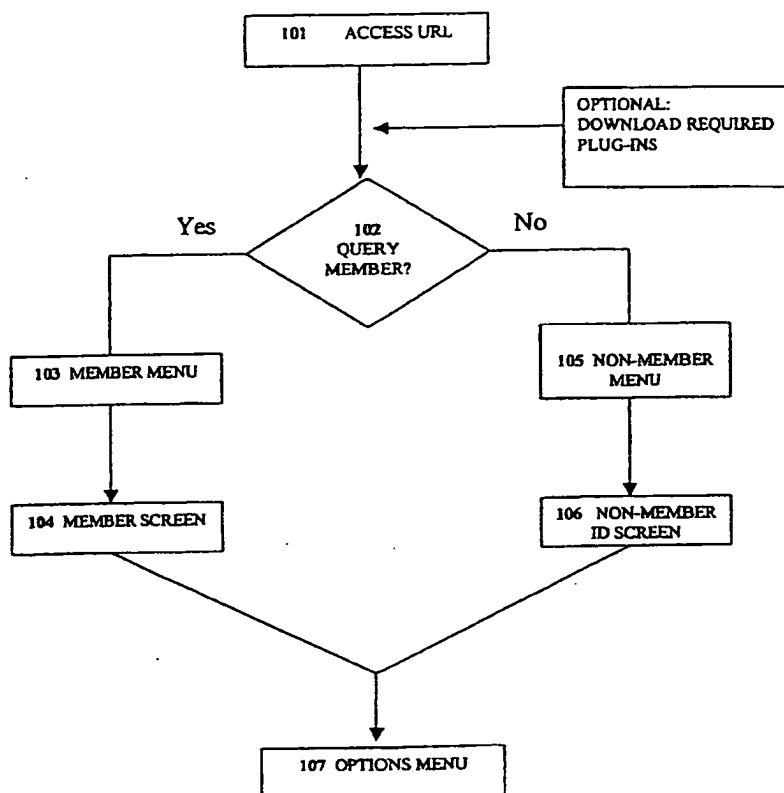 101 ACCESS URL
OPTIONAL:
DOWNLOAD REQUIRED
PLUG-INS
Yes
No
102
QUERY
MEMBER?
103 MEMBER MENU
105 NON-MEMBER
MENU
104 MEMBER SCREEN
106 NON-MEMBER
ID SCREEN
107 OPTIONS MENU